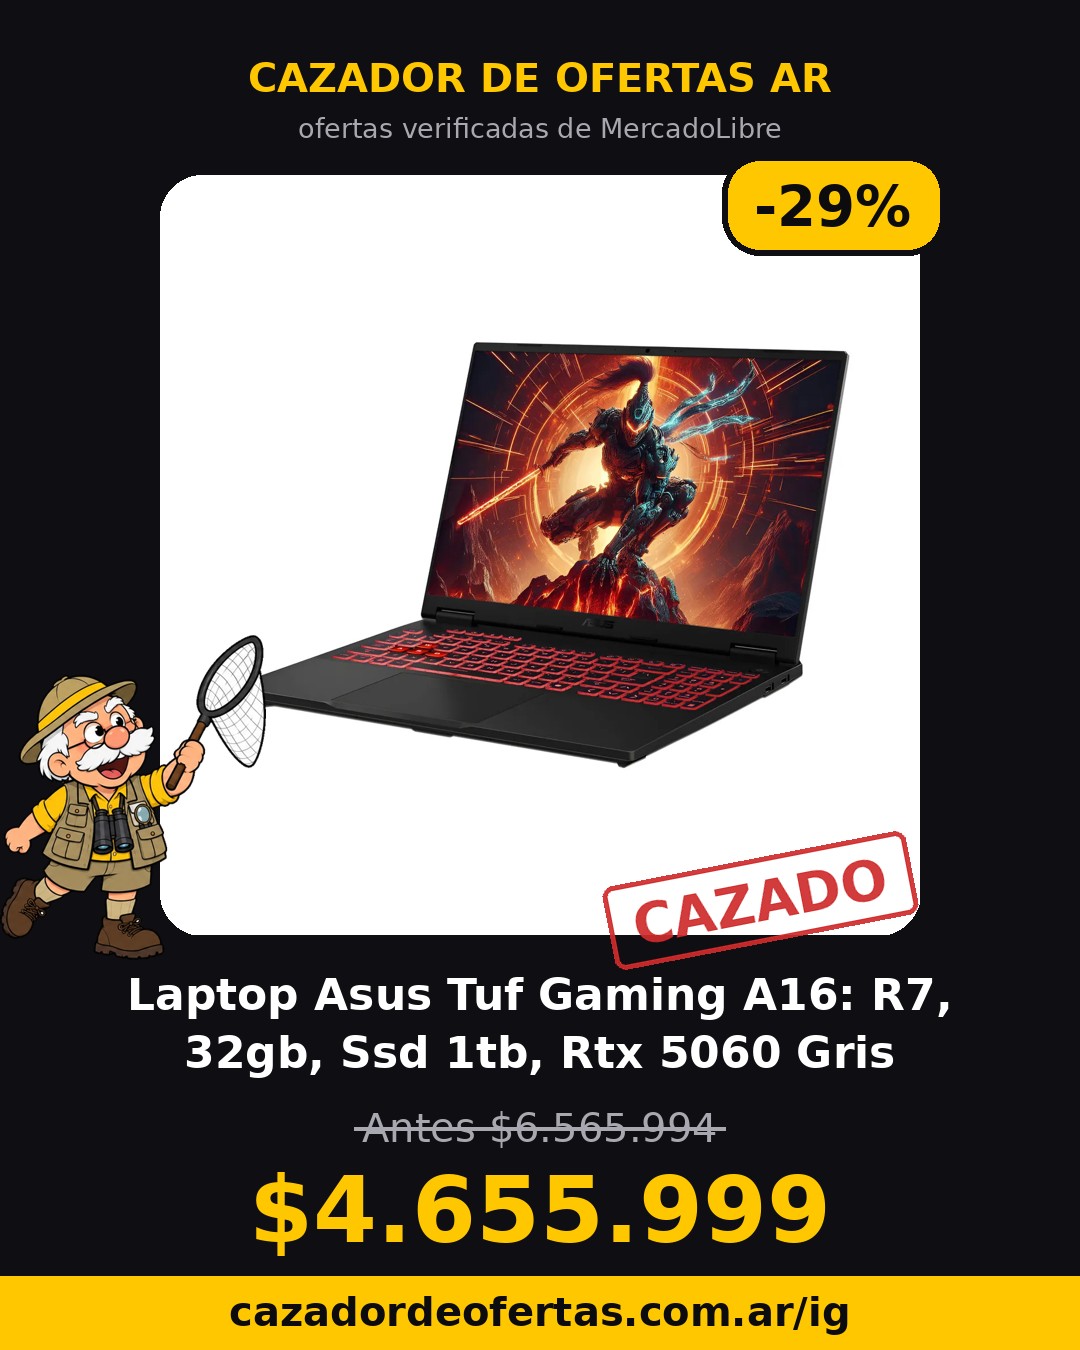 CAZADOR DE OFERTAS AR
ofertas verificadas de MercadoLibre
-29%
ASUS
CAZADO
Laptop Asus Tuf Gaming A16: R7,
32gb, Ssd 1tb, Rtx 5060 Gris
Antes $6.565.994
$4.655.999
cazadordeofertas.com.ar/ig